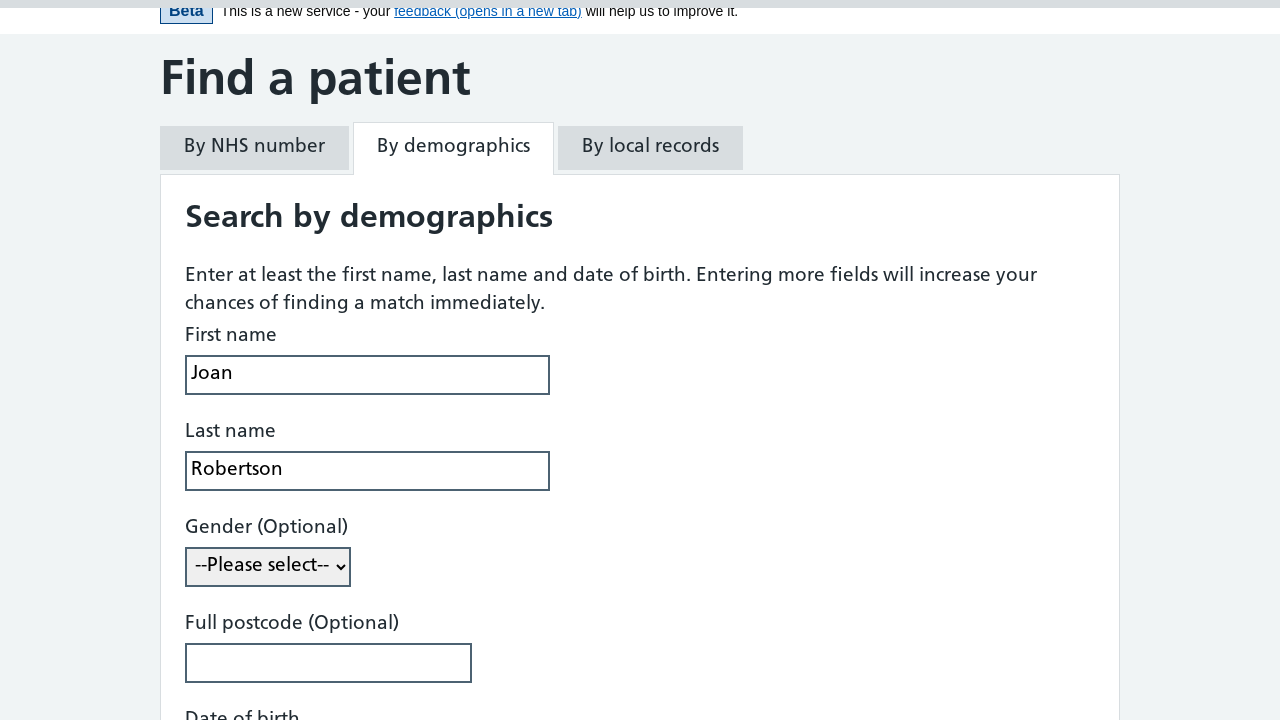 Beta This is a new service - your feedback (opens in a new tab) will help us to improve it.
Find a patient
By NHS number By demographics By local records
Search by demographics
Enter at least the first name, last name and date of birth. Entering more fields will increase your
chances of finding a match immediately.
First name
Joan
Last name
Robertson
Gender (Optional)
--Please select--
Full postcode (Optional)
Date of birth